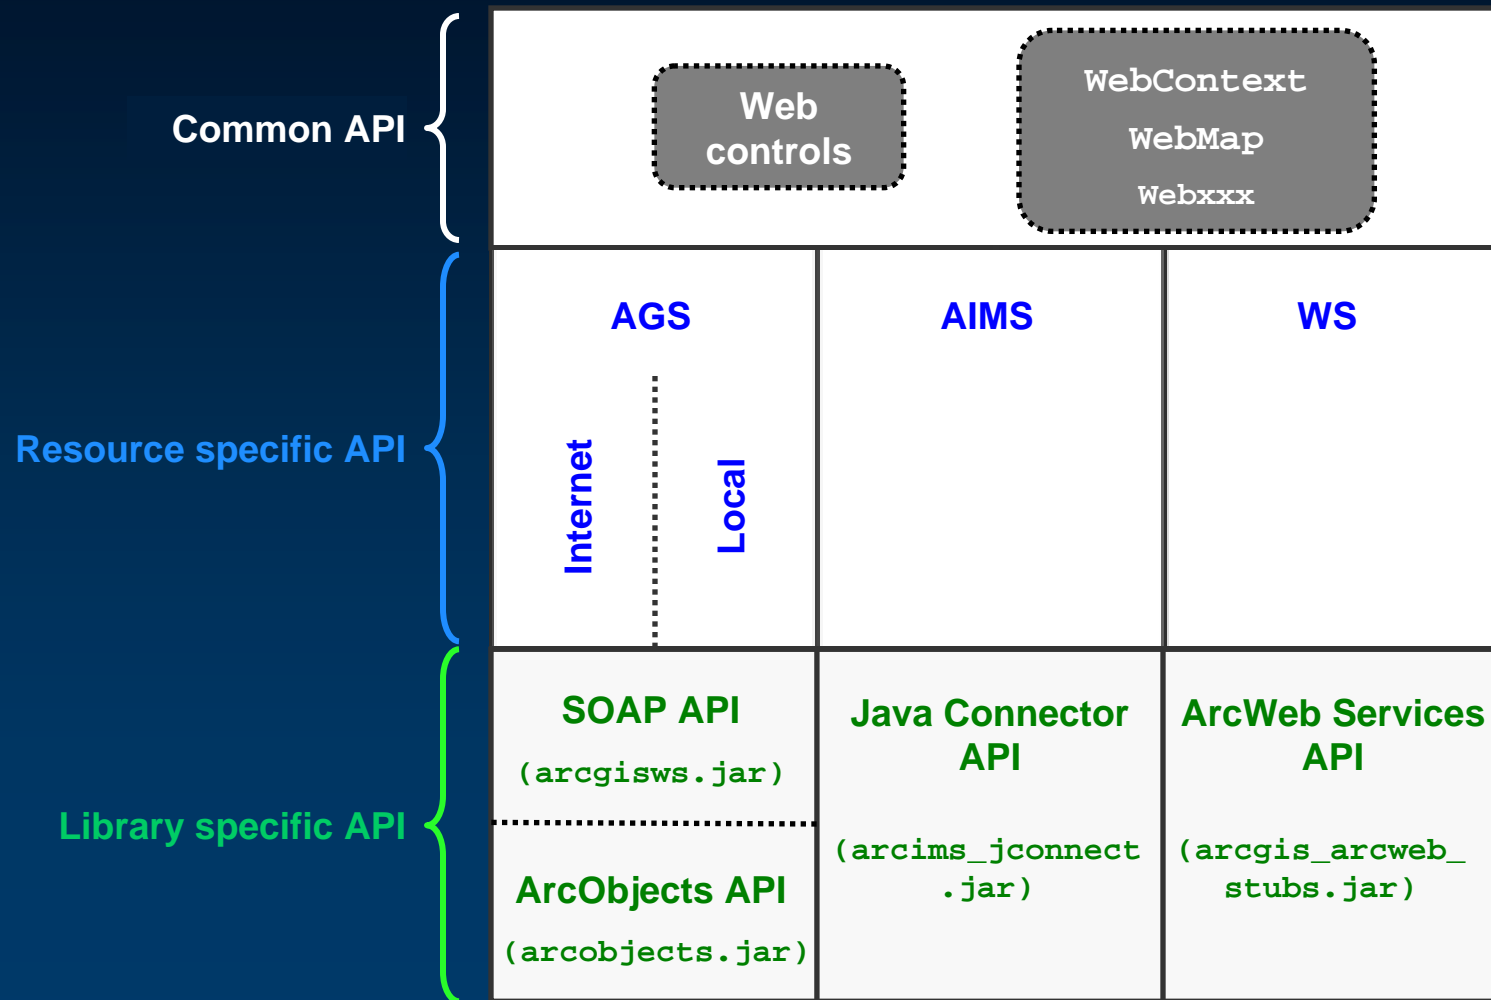 Common API
Web
controls
WebContext
WebMap
Webxxx
Resource specific API
AGS
AIMS
WS
Internet
Local
Library specific API
SOAP API
(arcgisws.jar)
ArcObjects API
(arcobjects.jar)
Java Connector
API
(arcims_jconnect
.jar)
ArcWeb Services
API
(arcgis_arcweb_
stubs.jar)